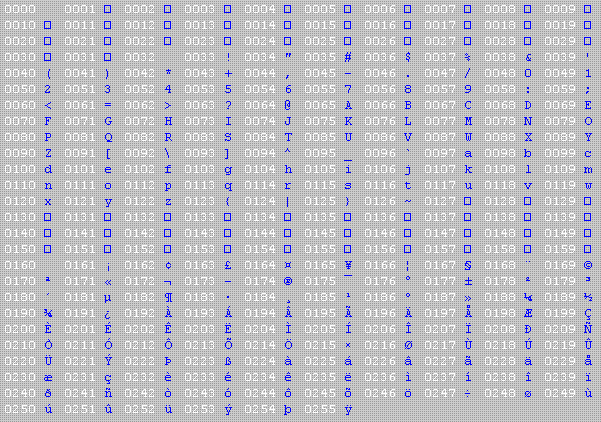 0000 0001 □ 0002 □ 0003 □ 0004 □ 0005 □ 0006 □ 0007 □ 0008 □ 0009 □
0010 □ 0011 □ 0012 □ 0013 □ 0014 □ 0015 □ 0016 □ 0017 □ 0018 □ 0019 □
0020 □ 0021 □ 0022 □ 0023 □ 0024 □ 0025 □ 0026 □ 0027 □ 0028 □ 0029 □
0030 □ 0031 □ 0032 0033 ! 0034 " 0035 # 0036 $ 0037 % 0038 & 0039 '
0040 ( 0041 ) 0042 * 0043 + 0044 , 0045 - 0046 . 0047 / 0048 0 0049 1
0050 2 0051 3 0052 4 0053 5 0054 6 0055 7 0056 8 0057 9 0058 : 0059 ;
0060 < 0061 = 0062 > 0063 ? 0064 @ 0065 A 0066 B 0067 C 0068 D 0069 E
0070 F 0071 G 0072 H 0073 I 0074 J 0075 K 0076 L 0077 M 0078 N 0079 O
0080 P 0081 Q 0082 R 0083 S 0084 T 0085 U 0086 V 0087 W 0088 X 0089 Y
0090 Z 0091 [ 0092 \ 0093 ] 0094 ^ 0095 _ 0096 ` 0097 a 0098 b 0099 c
0100 d 0101 e 0102 f 0103 g 0104 h 0105 i 0106 j 0107 k 0108 l 0109 m
0110 n 0111 o 0112 p 0113 q 0114 r 0115 s 0116 t 0117 u 0118 v 0119 w
0120 x 0121 y 0122 z 0123 { 0124 | 0125 } 0126 ~ 0127 □ 0128 □ 0129 □
0130 □ 0131 □ 0132 □ 0133 □ 0134 □ 0135 □ 0136 □ 0137 □ 0138 □ 0139 □
0140 □ 0141 □ 0142 □ 0143 □ 0144 □ 0145 □ 0146 □ 0147 □ 0148 □ 0149 □
0150 □ 0151 □ 0152 □ 0153 □ 0154 □ 0155 □ 0156 □ 0157 □ 0158 □ 0159 □
0160 0161 ¡ 0162 ¢ 0163 £ 0164 ¤ 0165 ¥ 0166 ¦ 0167 § 0168 ¨ 0169 ©
0170 ª 0171 « 0172 ¬ 0173 - 0174 ® 0175 ¯ 0176 ° 0177 ± 0178 ² 0179 ³
0180 ´ 0181 µ 0182 ¶ 0183 · 0184 ¸ 0185 ¹ 0186 º 0187 » 0188 ¼ 0189 ½
0190 ¾ 0191 ¿ 0192 À 0193 Á 0194 Â 0195 Ã 0196 Ä 0197 Å 0198 Æ 0199 Ç
0200 È 0201 É 0202 Ê 0203 Ë 0204 Ì 0205 Í 0206 Î 0207 Ï 0208 Ð 0209 Ñ
0210 Ò 0211 Ó 0212 Ô 0213 Õ 0214 Ö 0215 × 0216 Ø 0217 Ù 0218 Ú 0219 Û
0220 Ü 0221 Ý 0222 Þ 0223 ß 0224 à 0225 á 0226 â 0227 ã 0228 ä 0229 å
0230 æ 0231 ç 0232 è 0233 é 0234 ê 0235 ë 0236 ì 0237 í 0238 î 0239 ï
0240 ð 0241 ñ 0242 ò 0243 ó 0244 ô 0245 õ 0246 ö 0247 ÷ 0248 ø 0249 ù
0250 ú 0251 û 0252 ü 0253 ý 0254 þ 0255 ÿ